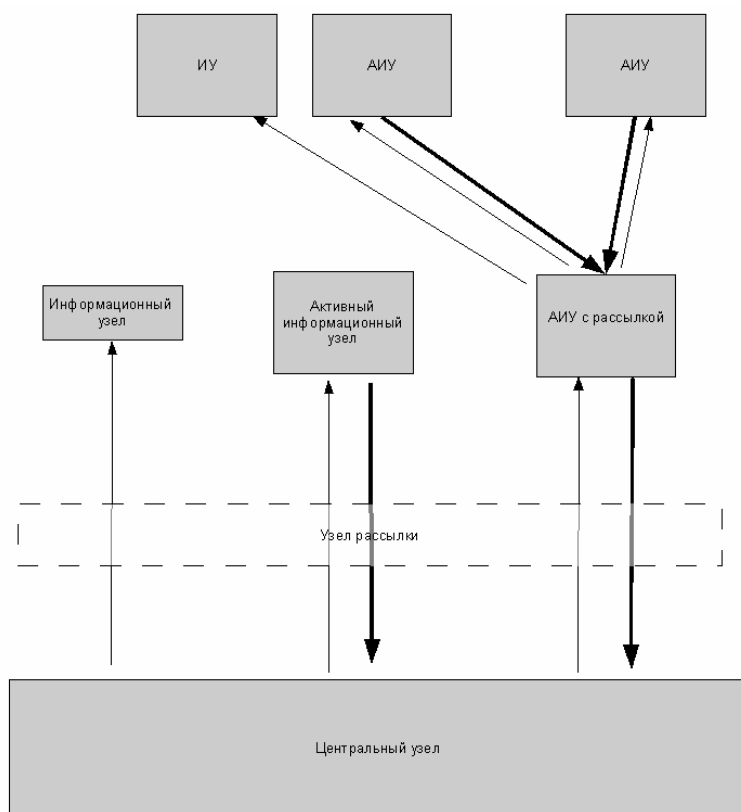 ИУ
АИУ
АИУ
Информационный
узел
Активный
информационный
узел
АИУ с рассылкой
Узел рассылки
Центральный узел